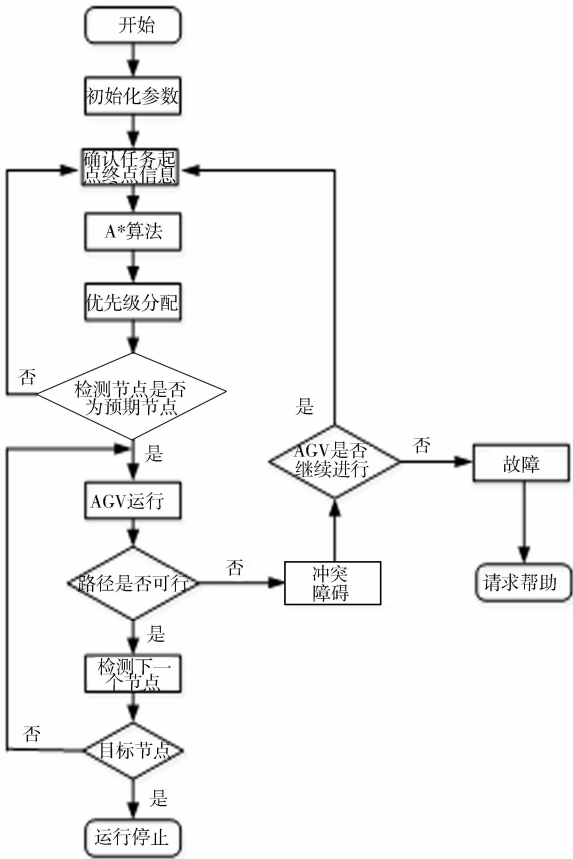 开始
初始化参数
确认任务起
点终点信息
A*算法
优先级分配
否
检测节点是否
为预期节点
是
是
AGV是否
继续进行
否
故障
AGV运行
路径是否可行
否
冲突
障碍
请求帮助
是
检测下一
个节点
否
目标节点
是
运行停止